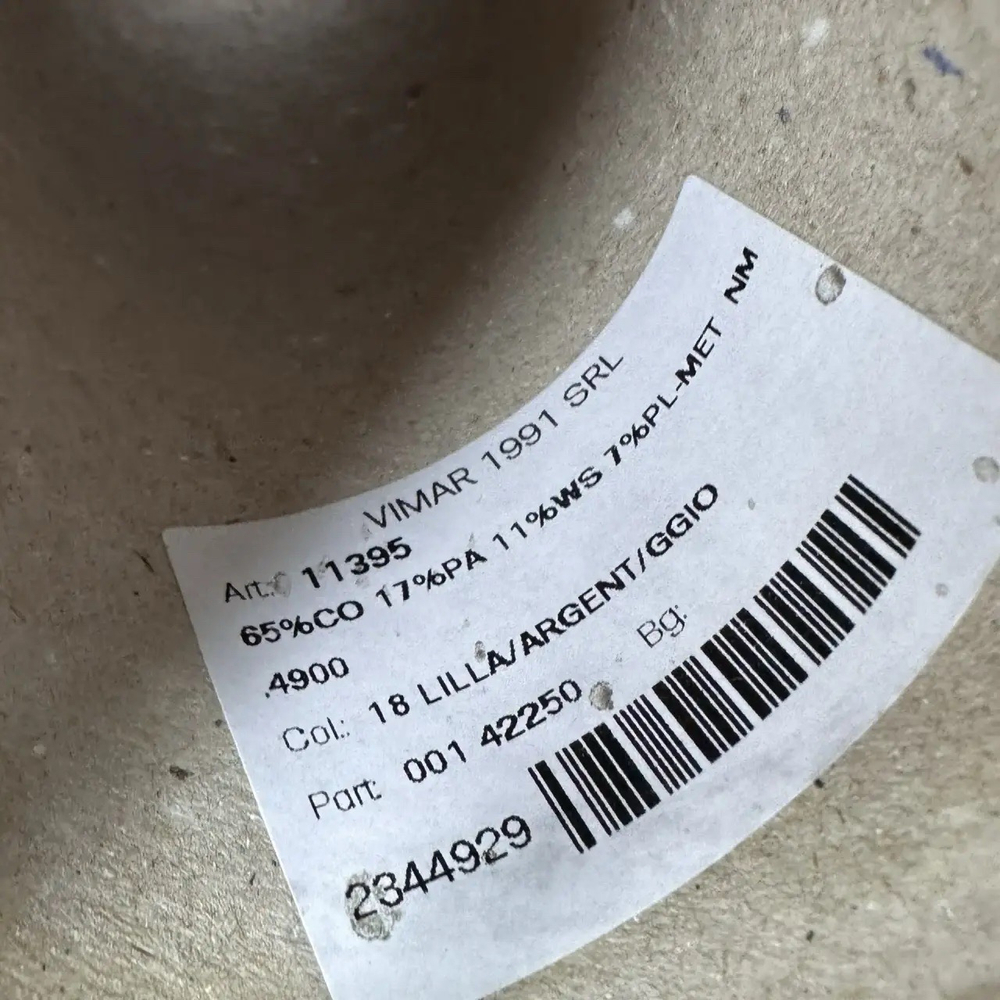 VIMAR 1991 SRL
Art.: 11395
65%CO 17%PA 11%WS 7%PL-MET NM
.4900
Col.: 18 LILLA/ARGENT/GGIO
Part: 001 42250 Bg:
2344929